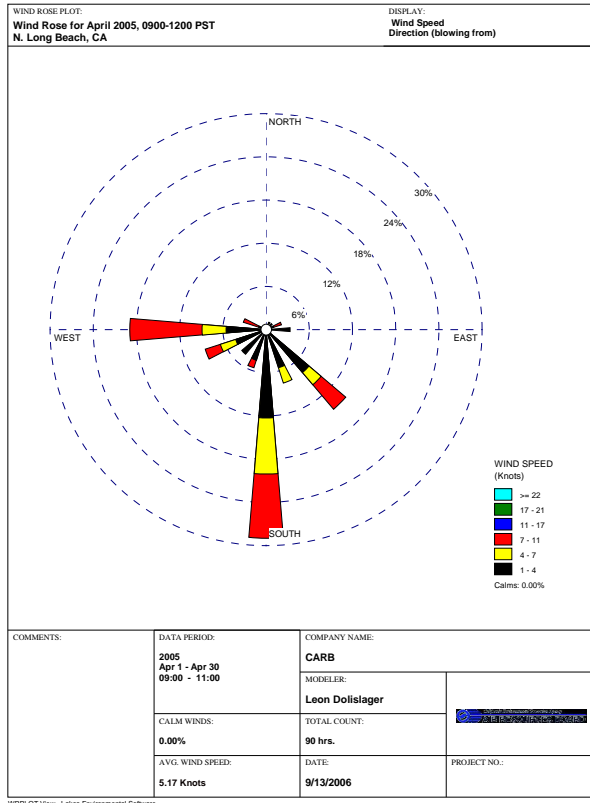 WIND ROSE PLOT:
Wind Rose for April 2005, 0900-1200 PST
N. Long Beach, CA
DISPLAY:
Wind Speed
Direction (blowing from)
NORTH
30%
24%
18%
12%
6%
WEST
EAST
SOUTH
WIND SPEED
(Knots)
>= 22
17 - 21
11 - 17
7 - 11
4 - 7
1 - 4
Calms: 0.00%
COMMENTS:
DATA PERIOD:
2005
Apr 1 - Apr 30
09:00 - 11:00
COMPANY NAME:
CARB
MODELER:
Leon Dolislager
CALM WINDS:
0.00%
TOTAL COUNT:
90 hrs.
AVG. WIND SPEED:
5.17 Knots
DATE:
9/13/2006
PROJECT NO.:
WRPLOT View - Lakes Environmental Software